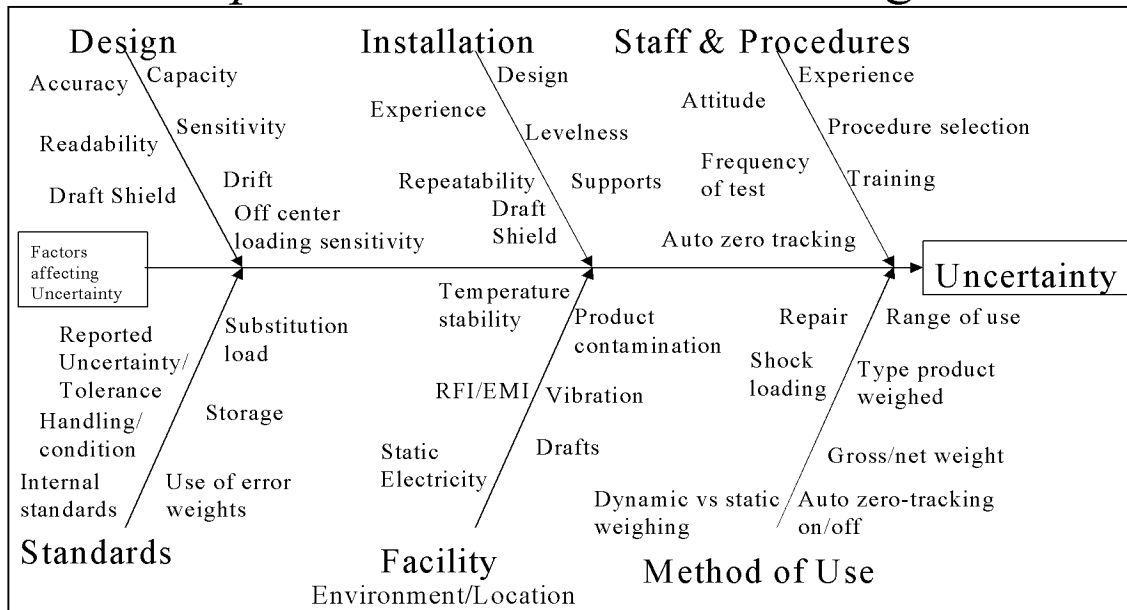 Design
Accuracy
Capacity
Sensitivity
Readability
Draft Shield
Drift
Off center
loading sensitivity
Installation
Design
Experience
Levelness
Repeatability
Supports
Draft
Shield
Staff & Procedures
Experience
Attitude
Procedure selection
Frequency
of test
Training
Auto zero tracking
Factors
affecting
Uncertainty
Uncertainty
Reported
Uncertainty/
Tolerance
Substitution
load
Handling/
condition
Storage
Internal
standards
Use of error
weights
Standards
Temperature
stability
Product
contamination
RFI/EMI
Vibration
Static
Electricity
Drafts
Facility
Environment/Location
Repair
Range of use
Shock
loading
Type product
weighed
Gross/net weight
Dynamic vs static
weighing
Auto zero-tracking
on/off
Method of Use